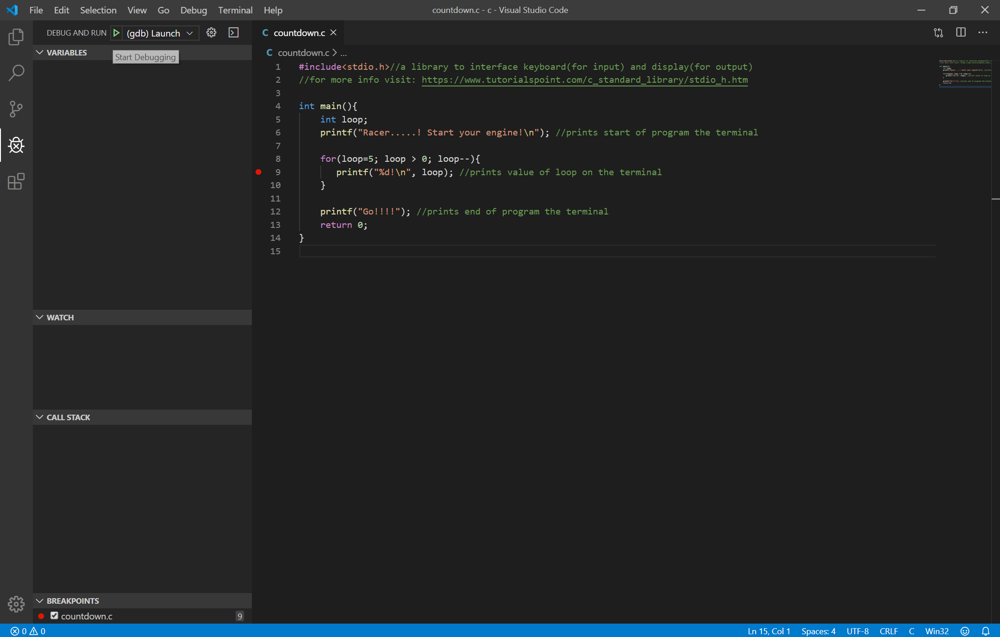 File Edit Selection View Go Debug Terminal Help
countdown.c - c - Visual Studio Code
DEBUG AND RUN (gdb) Launch
Start Debugging
VARIABLES
WATCH
CALL STACK
BREAKPOINTS
countdown.c 9
C countdown.c
C countdown.c > ...
1 #include<stdio.h>//a library to interface keyboard(for input) and display(for output)
2 //for more info visit: https://www.tutorialspoint.com/c_standard_library/stdio_h.htm
3
4 int main(){
5 int loop;
6 printf("Racer.....! Start your engine!\n"); //prints start of program the terminal
7
8 for(loop=5; loop > 0; loop--){
9 printf("%d!\n", loop); //prints value of loop on the terminal
10 }
11
12 printf("Go!!!!"); //prints end of program the terminal
13 return 0;
14 }
15
0 0
Ln 15, Col 1 Spaces: 4 UTF-8 CRLF C Win32